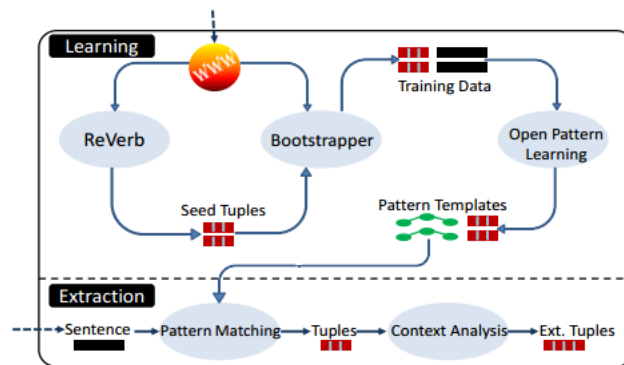 Learning
WWW
Training Data
ReVerb
Bootstrapper
Open Pattern
Learning
Seed Tuples
Pattern Templates
Extraction
Sentence
Pattern Matching
Tuples
Context Analysis
Ext. Tuples